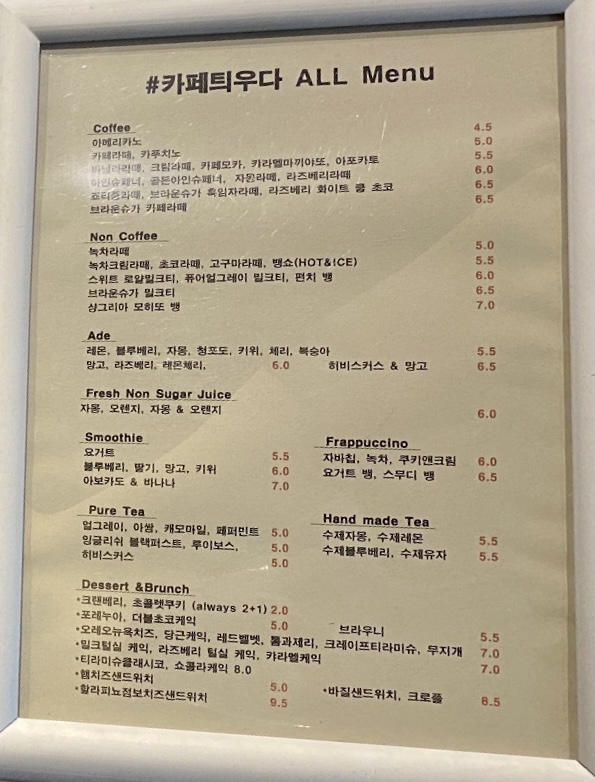 #카페틔우다 ALL Menu
Coffee
아메리카노 4.5
카페라떼, 카푸치노 5.0
바닐라라떼, 크림라떼, 카페모카, 카라멜마끼아또, 아포카토 5.5
아인슈페너, 골든아인슈페너, 자몽라떼, 라즈베리라떼 6.0
브라운슈가 흑임자라떼, 라즈베리 화이트 콩 초코 6.5
브라운슈가 카페라떼 6.5
Non Coffee
녹차라떼 5.0
녹차크림라떼, 초코라떼, 고구마라떼, 뱅쇼(HOT&ICE) 5.5
스위트 로얄밀크티, 퓨어얼그레이 밀크티, 펀치 뱅 6.0
브라운슈가 밀크티 6.5
샹그리아 모히또 뱅 7.0
Ade
레몬, 블루베리, 자몽, 청포도, 키위, 체리, 복숭아 5.5
망고, 라즈베리, 레몬체리, 6.0 히비스커스 & 망고 6.5
Fresh Non Sugar Juice
자몽, 오렌지, 자몽 & 오렌지 6.0
Smoothie
요거트 5.5
블루베리, 딸기, 망고, 키위 6.0
아보카도 & 바나나 7.0
Frappuccino
자바칩, 녹차, 쿠키앤크림 6.0
요거트 뱅, 스무디 뱅 6.5
Pure Tea
얼그레이, 아쌈, 캐모마일, 페퍼민트 5.0
잉글리쉬 블랙퍼스트, 루이보스, 5.0
히비스커스 5.0
Hand made Tea
수제자몽, 수제레몬 5.5
수제블루베리, 수제유자 5.5
Dessert &Brunch
*크랜베리, 초콜렛쿠키 (always 2+1) 2.0
*포레누아, 더블초코케익 5.0 브라우니 5.5
*오레오뉴욕치즈, 당근케익, 레드벨벳, 통과제리, 크레이프티라미슈, 무지개 7.0
*밀크털실 케익, 라즈베리 털실 케익, 캬라멜케익 7.0
*티라미슈클래시코, 쇼콜라케익 8.0
*햄치즈샌드위치 5.0
*할라피뇨점보치즈샌드위치 9.5
*바질샌드위치, 크로플 8.5